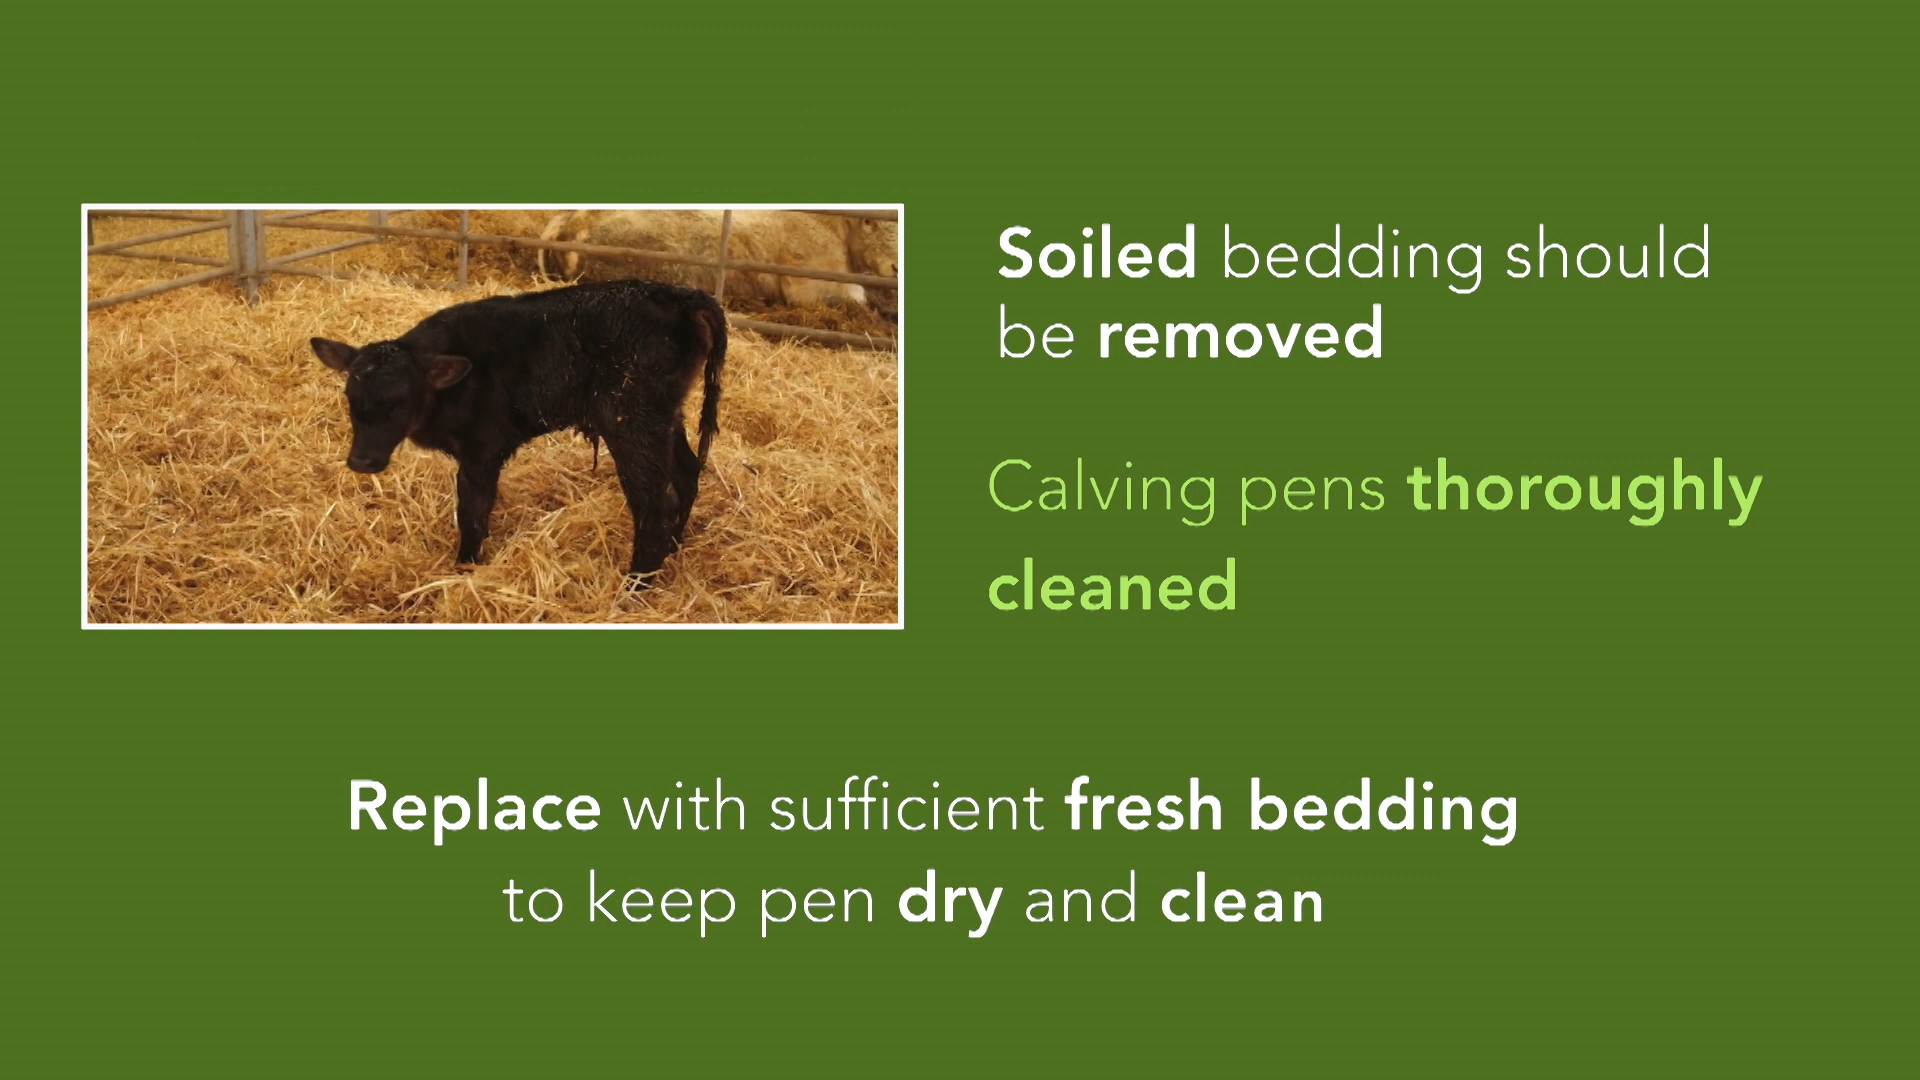 Soiled bedding should
be removed
Calving pens thoroughly
cleaned
Replace with sufficient fresh bedding
to keep pen dry and clean